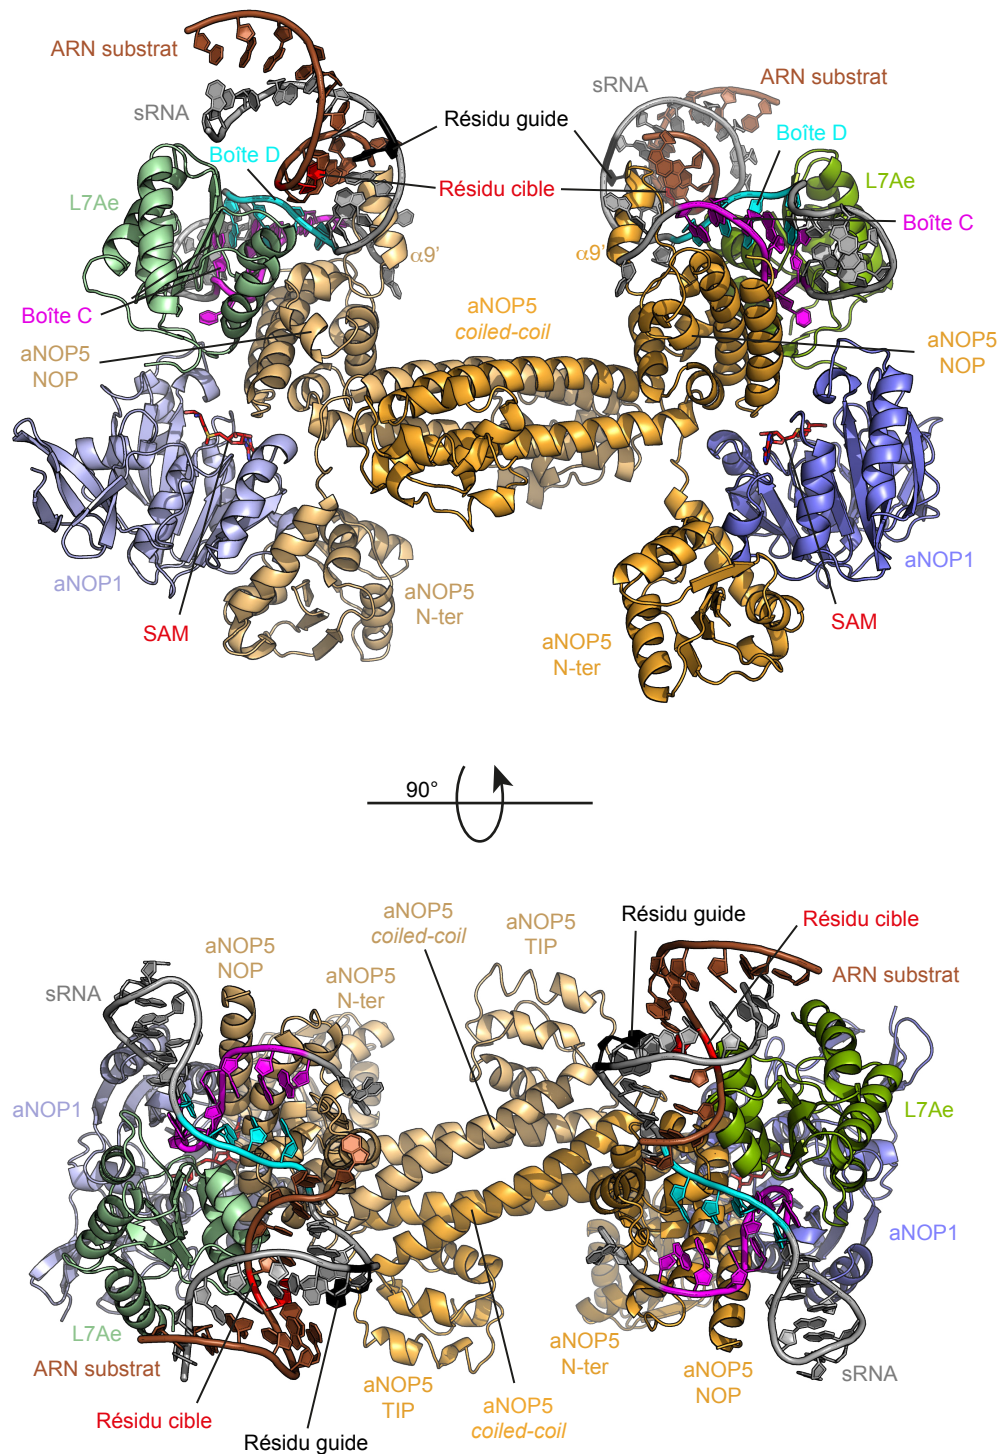 ARN substrat
sRNA
ARN substrat
sRNA
Résidu guide
Boîte D
Boîte D
L7Ae
Résidu cible
L7Ae
Boîte C
α9'
α9'
Boîte C
aNOP5
coiled-coil
aNOP5
NOP
aNOP5
NOP
aNOP1
aNOP1
aNOP5
N-ter
SAM
SAM
aNOP5
N-ter
90°
aNOP5
coiled-coil
aNOP5
TIP
Résidu guide
Résidu cible
aNOP5
NOP
aNOP5
N-ter
sRNA
ARN substrat
aNOP1
L7Ae
aNOP1
L7Ae
ARN substrat
aNOP5
N-ter
aNOP5
NOP
sRNA
aNOP5
TIP
aNOP5
coiled-coil
Résidu cible
Résidu guide